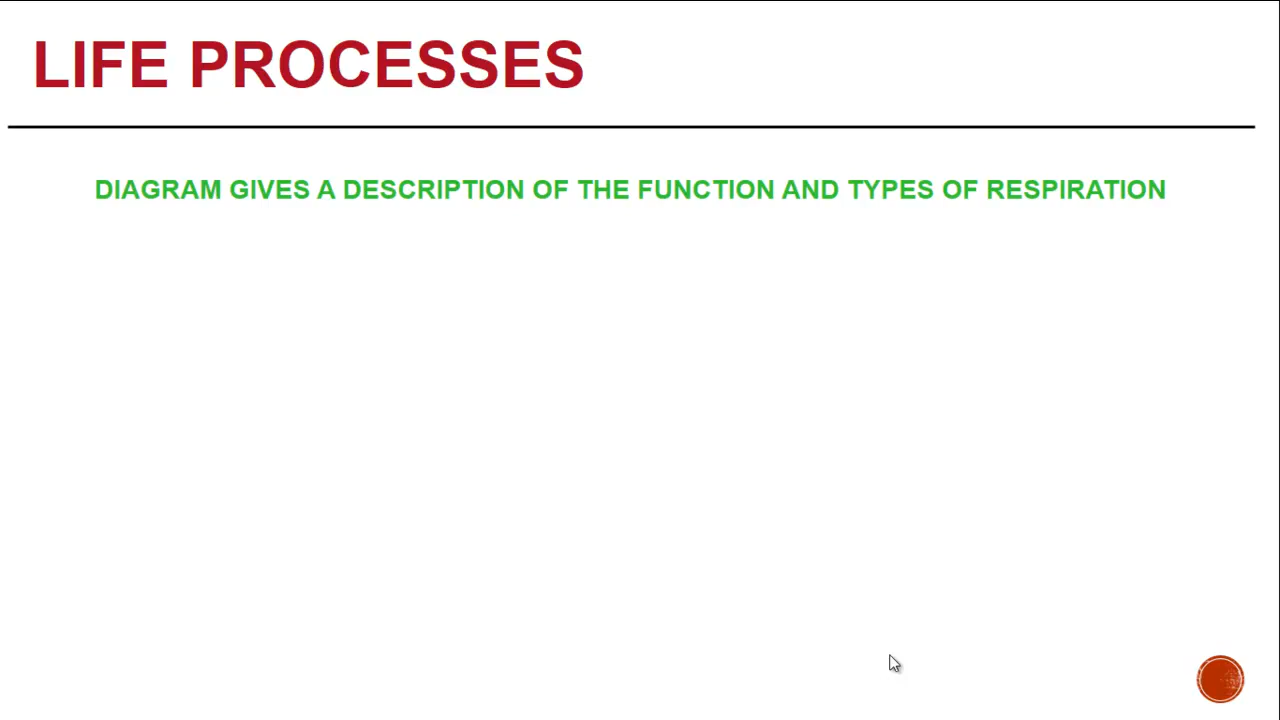 LIFE PROCESSES
DIAGRAM GIVES A DESCRIPTION OF THE FUNCTION AND TYPES OF RESPIRATION